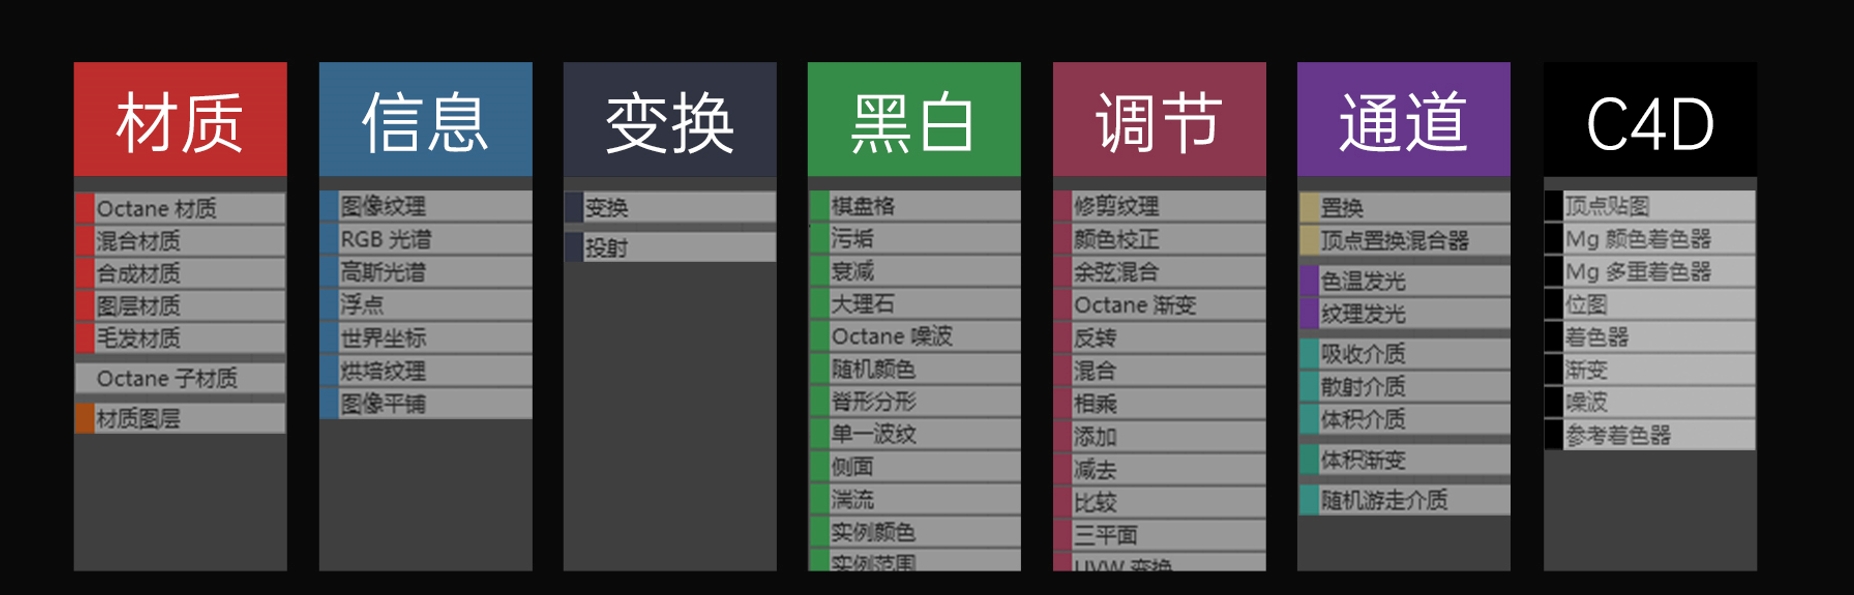 材质
Octane 材质
混合材质
合成材质
图层材质
毛发材质
Octane 子材质
材质图层
信息
图像纹理
RGB 光谱
高斯光谱
浮点
世界坐标
烘培纹理
图像平铺
变换
变换
投射
黑白
棋盘格
污垢
衰减
大理石
Octane 噪波
随机颜色
脊形分形
单一波纹
侧面
湍流
实例颜色
实例范围
调节
修剪纹理
颜色校正
余弦混合
Octane 渐变
反转
混合
相乘
添加
减去
比较
三平面
UVW 变换
通道
置换
顶点置换混合器
色温发光
纹理发光
吸收介质
散射介质
体积介质
体积渐变
随机游走介质
C4D
顶点贴图
Mg 颜色着色器
Mg 多重着色器
位图
着色器
渐变
噪波
参考着色器